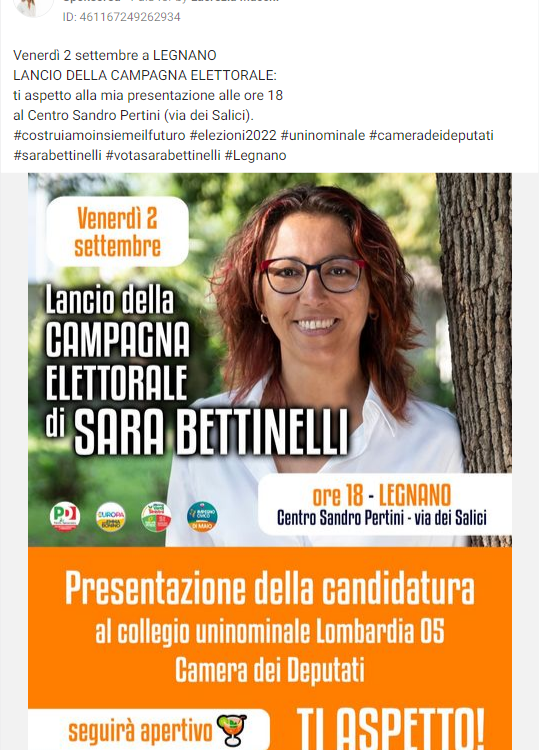 ID: 461167249262934
Venerdì 2 settembre a LEGNANO
LANCIO DELLA CAMPAGNA ELETTORALE:
ti aspetto alla mia presentazione alle ore 18
al Centro Sandro Pertini (via dei Salici).
#costruiamoinsiemeilfuturo #elezioni2022 #uninominale #cameradeideputati
#sarabettinelli #votasarabettinelli #Legnano
Venerdì 2
settembre
Lancio della
CAMPAGNA
ELETTORALE
di SARA BETTINELLI
ore 18 - LEGNANO
Centro Sandro Pertini - via dei Salici
PD
EUROPA
EMMA
BONINO
IMPEGNO
CIVICO
DI MAIO
Presentazione della candidatura
al collegio uninominale Lombardia 05
Camera dei Deputati
seguirà apertivo
TI ASPETTO!